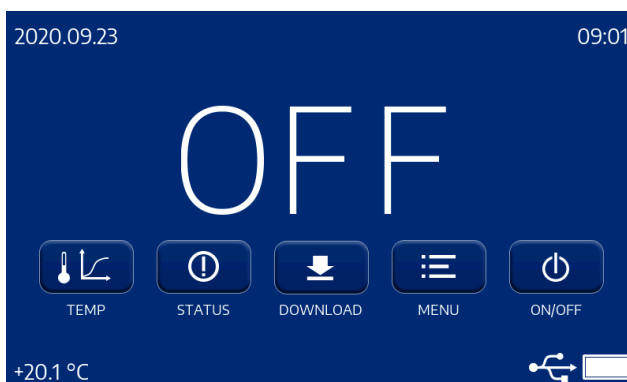 2020.09.23 09:01
OFF
TEMP STATUS DOWNLOAD MENU ON/OFF
+20.1 °C